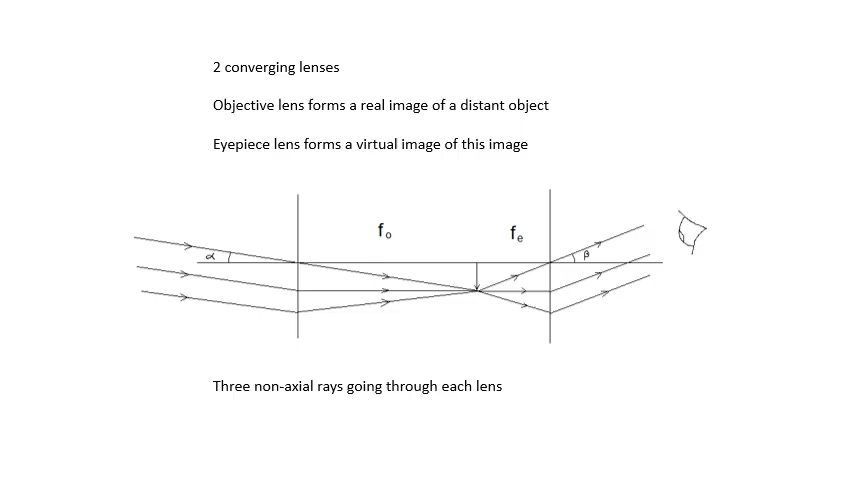 2 converging lenses
Objective lens forms a real image of a distant object
Eyepiece lens forms a virtual image of this image
fo
fe
α
β
Three non-axial rays going through each lens